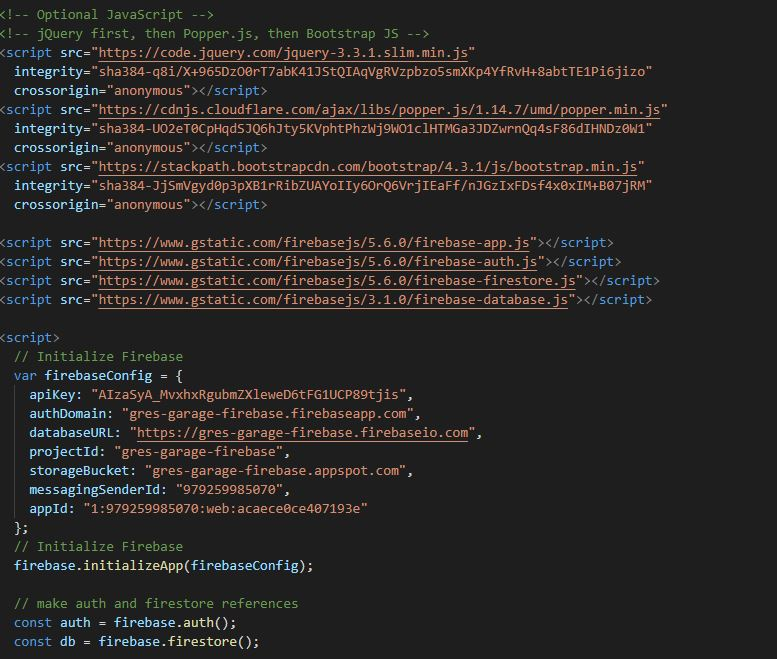 <!-- Optional JavaScript -->
<!-- jQuery first, then Popper.js, then Bootstrap JS -->
<script src="https://code.jquery.com/jquery-3.3.1.slim.min.js"
integrity="sha384-q8i/X+965DzO0rT7abK41JStQIAqVgRVzpbzo5smXKp4YfRvH+8abtTE1Pi6jizo"
crossorigin="anonymous"></script>
<script src="https://cdnjs.cloudflare.com/ajax/libs/popper.js/1.14.7/umd/popper.min.js"
integrity="sha384-UO2eT0CpHqdSJQ6hJty5KVphtPhzWj9WO1clHTMGa3JDZwrnQq4sF86dIHNDz0W1"
crossorigin="anonymous"></script>
<script src="https://stackpath.bootstrapcdn.com/bootstrap/4.3.1/js/bootstrap.min.js"
integrity="sha384-JjSmVgyd0p3pXB1rRibZUAYoIIy6OrQ6VrjIEaFf/nJGzIxFDsf4x0xIM+B07jRM"
crossorigin="anonymous"></script>
<script src="https://www.gstatic.com/firebasejs/5.6.0/firebase-app.js"></script>
<script src="https://www.gstatic.com/firebasejs/5.6.0/firebase-auth.js"></script>
<script src="https://www.gstatic.com/firebasejs/5.6.0/firebase-firestore.js"></script>
<script src="https://www.gstatic.com/firebasejs/3.1.0/firebase-database.js"></script>
<script>
// Initialize Firebase
var firebaseConfig = {
apiKey: "AIzaSyA_MvxhxRgubmZXleweD6tFG1UCP89tjis",
authDomain: "gres-garage-firebase.firebaseapp.com",
databaseURL: "https://gres-garage-firebase.firebaseio.com",
projectId: "gres-garage-firebase",
storageBucket: "gres-garage-firebase.appspot.com",
messagingSenderId: "979259985070",
appId: "1:979259985070:web:acaece0ce407193e"
};
// Initialize Firebase
firebase.initializeApp(firebaseConfig);
// make auth and firestore references
const auth = firebase.auth();
const db = firebase.firestore();